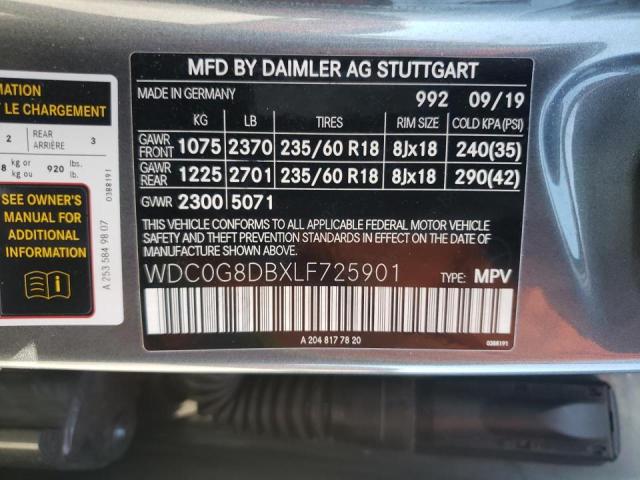 MATION
T LE CHARGEMENT
2 REAR ARRIÈRE 3
8 kg or kg ou 920 lbs. lb.
0388191
SEE OWNER'S
MANUAL FOR
ADDITIONAL
INFORMATION
A 253 584 98 07
MFD BY DAIMLER AG STUTTGART
MADE IN GERMANY 992 09/19
KG LB TIRES RIM SIZE COLD KPA(PSI)
GAWR FRONT 1075 2370 235/60 R18 8Jx18 240(35)
GAWR REAR 1225 2701 235/60 R18 8Jx18 290(42)
GVWR 2300 5071
THIS VEHICLE CONFORMS TO ALL APPLICABLE FEDERAL MOTOR VEHICLE
SAFETY AND THEFT PREVENTION STANDARDS IN EFFECT ON THE DATE OF
MANUFACTURE SHOWN ABOVE.
WDC0G8DBXLF725901 TYPE: MPV
A 204 817 78 20 0388191